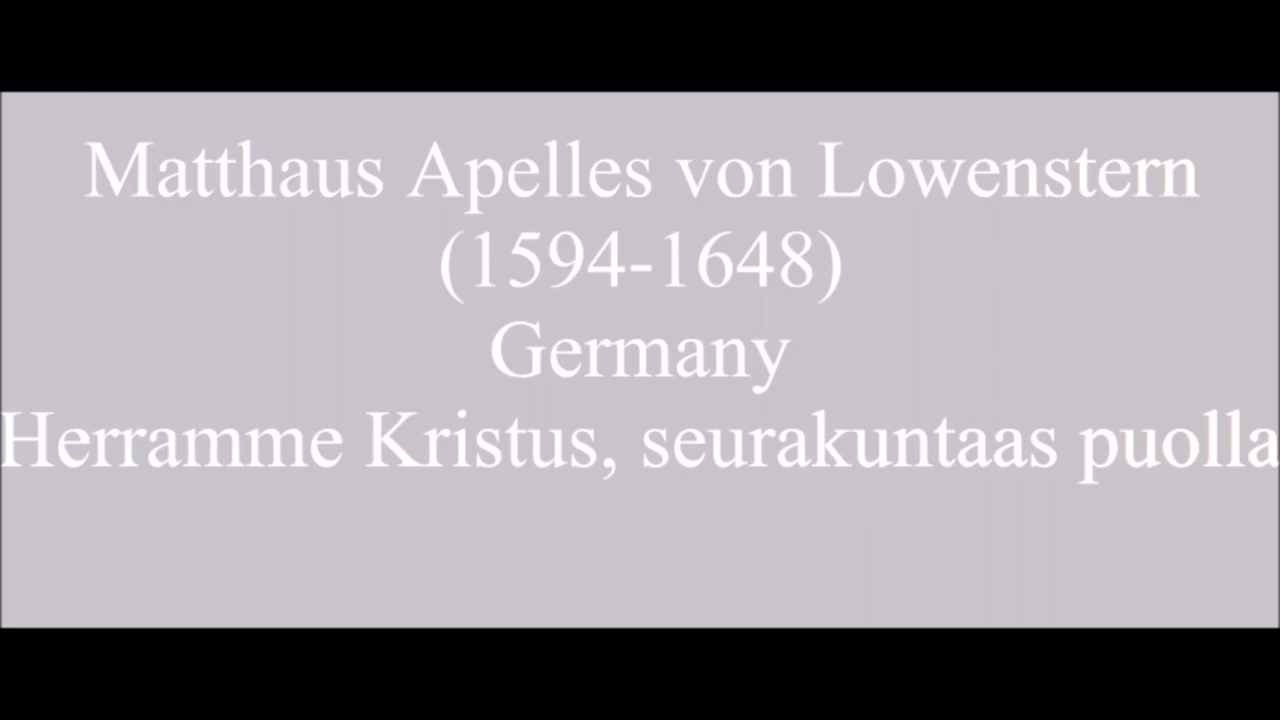 Matthaus Apelles von Lowenstern
(1594-1648)
Germany
Herramme Kristus, seurakuntaas puolla